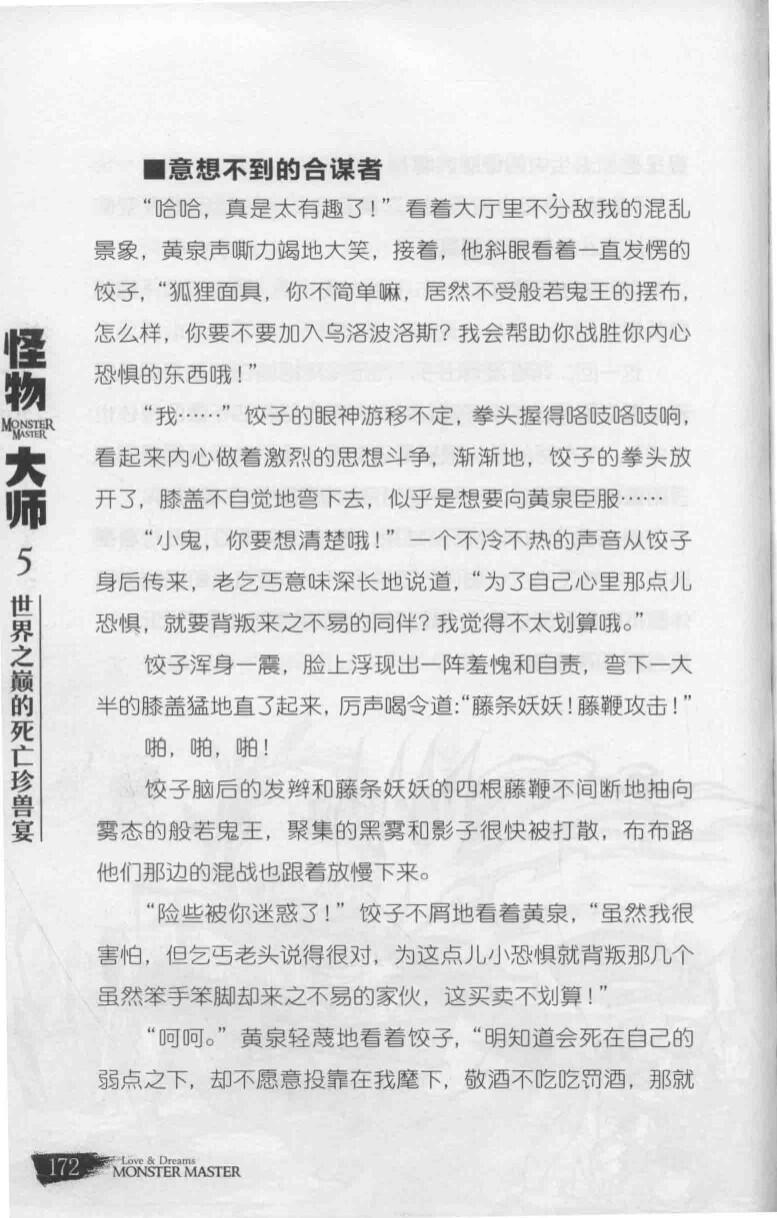 ■意想不到的合谋者
“哈哈，真是太有趣了！”看着大厅里不分敌我的混乱
景象，黄泉声嘶力竭地大笑，接着，他斜眼看着一直发愣的
饺子，“狐狸面具，你不简单嘛，居然不受般若鬼王的摆布，
怎么样，你要不要加入乌洛波洛斯？我会帮助你战胜你内心
恐惧的东西哦！”
“我……”饺子的眼神游移不定，拳头握得咯吱咯吱响，
看起来内心做着激烈的思想斗争，渐渐地，饺子的拳头放
开了，膝盖不自觉地弯下去，似乎是想要向黄泉臣服……
“小鬼，你要想清楚哦！”一个不冷不热的声音从饺子
身后传来，老乞丐意味深长地说道，“为了自己心里那点儿
恐惧，就要背叛来之不易的同伴？我觉得不太划算哦。”
饺子浑身一震，脸上浮现出一阵羞愧和自责，弯下一大
半的膝盖猛地直了起来，厉声喝令道：“藤条妖妖！藤鞭攻击！”
啪，啪，啪！
饺子脑后的发辫和藤条妖妖的四根藤鞭不间断地抽向
雾态的般若鬼王，聚集的黑雾和影子很快被打散，布布路
他们那边的混战也跟着放慢下来。
“险些被你迷惑了！”饺子不屑地看着黄泉，“虽然我很
害怕，但乞丐老头说得很对，为这点儿小恐惧就背叛那几个
虽然笨手笨脚却来之不易的家伙，这买卖不划算！”
“呵呵。”黄泉轻蔑地看着饺子，“明知道会死在自己的
弱点之下，却不愿意投靠在我麾下，敬酒不吃吃罚酒，那就
怪物
MONSTER
MASTER
大师
5
世界之巅的死亡珍兽宴
172
Love & Dreams
MONSTER MASTER